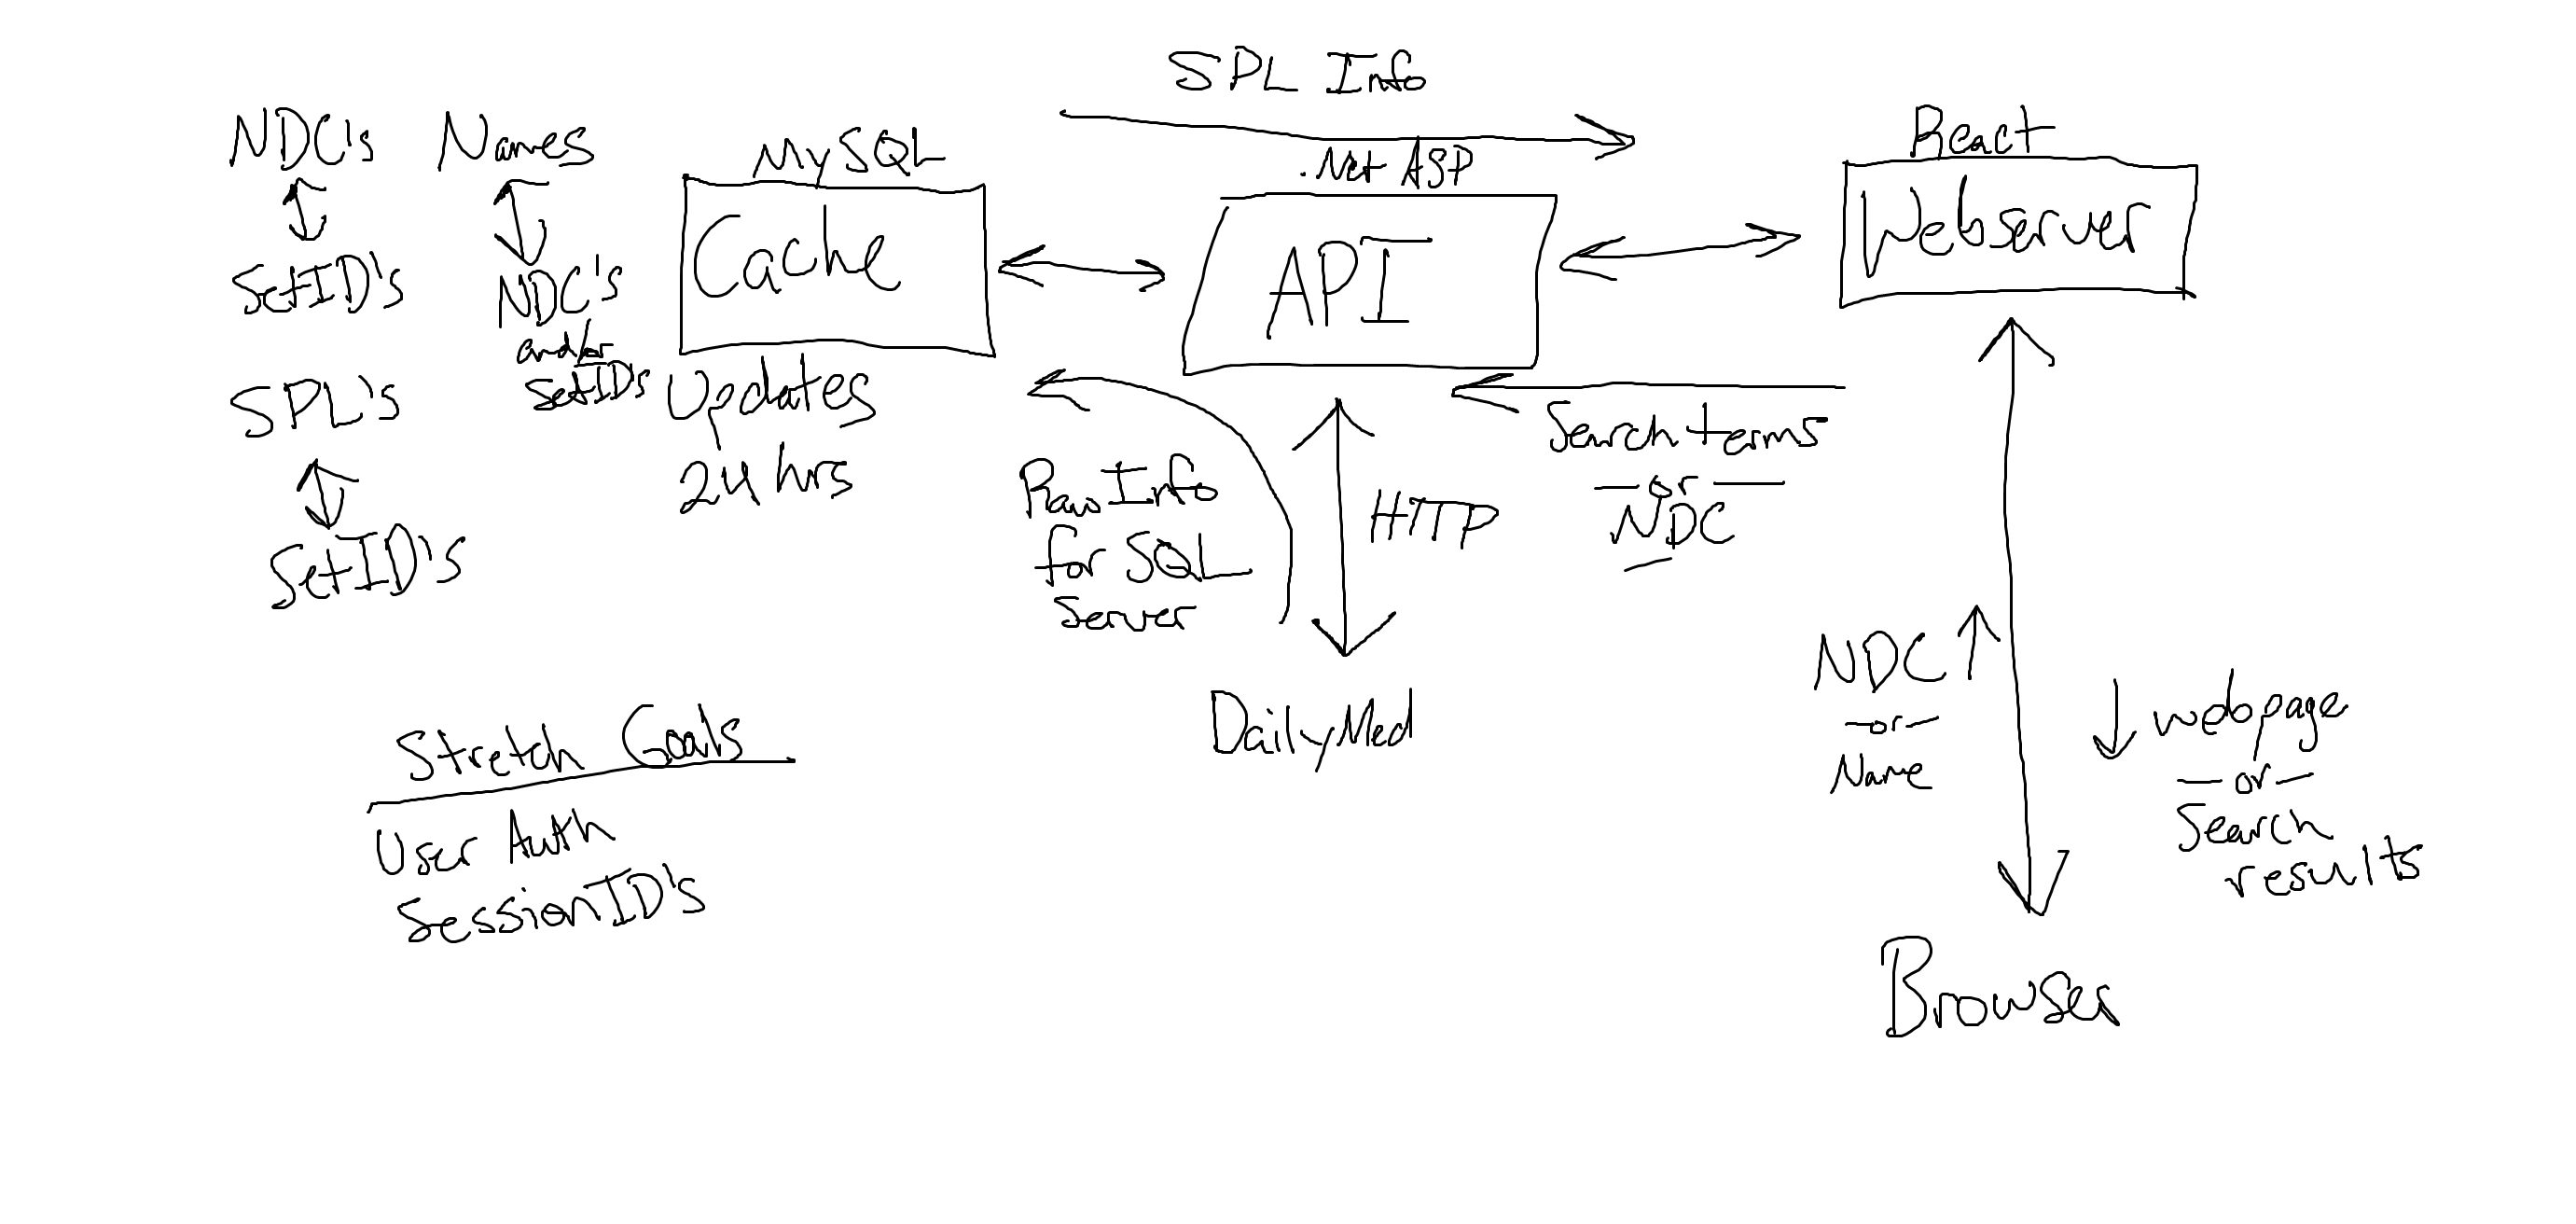 SPL Info
NDC's
Names
MySQL
.Net ASP
React
Cache
API
Webserver
SetID's
NDC's
and/or
SetID's
SPL's
Updates
24 hrs
SetID's
Raw Info
for SQL
Server
HTTP
Search terms
- or -
NDC
DailyMed
NDC
-or-
Name
webpage
- or -
Search
results
Browser
Stretch Goals
User Auth
SessionID's